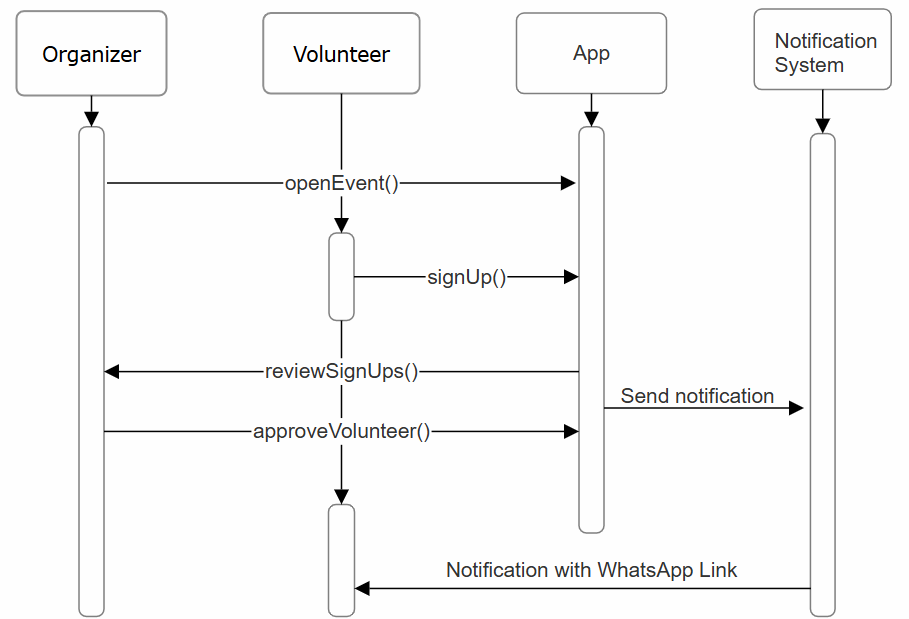 Organizer
Volunteer
App
Notification
System
openEvent()
signUp()
reviewSignUps()
Send notification
approveVolunteer()
Notification with WhatsApp Link